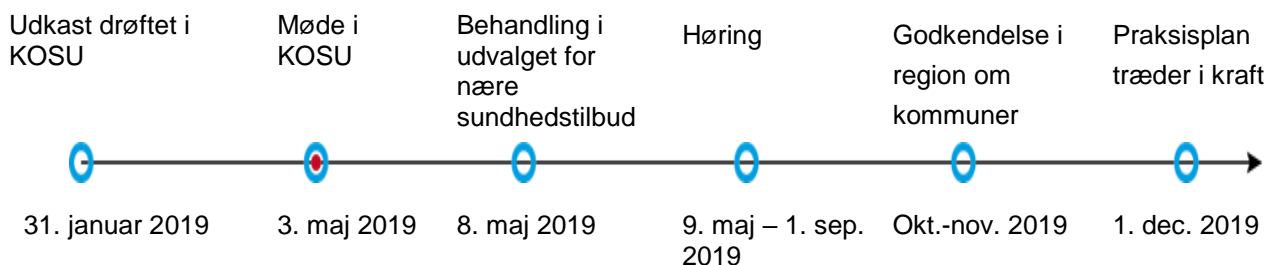 Udkast drøftet i
KOSU
Møde i
KOSU
Behandling i
udvalget for
nære
sundhedstilbud
Høring
Godkendelse i
region om
kommuner
Praksisplan
træder i kraft
31. januar 2019
3. maj 2019
8. maj 2019
9. maj – 1. sep.
2019
Okt.-nov. 2019
1. dec. 2019